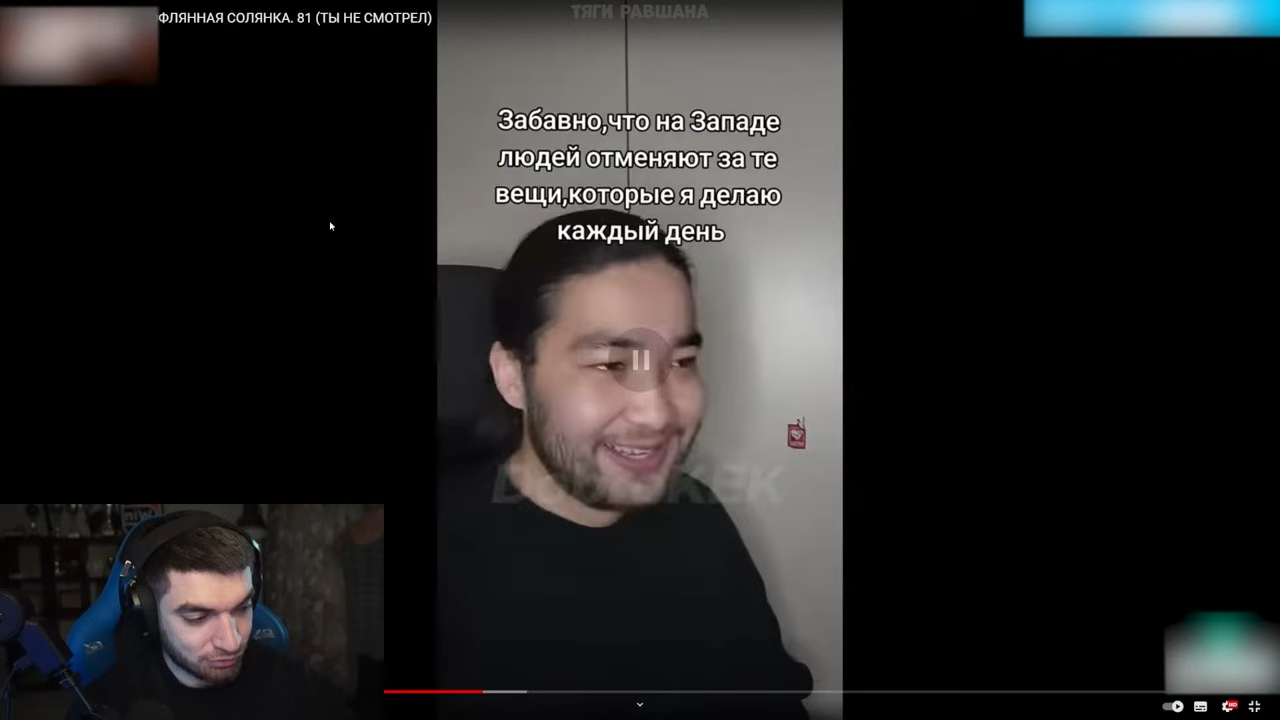 ФЛЯННАЯ СОЛЯНКА. 81 (ТЫ НЕ СМОТРЕЛ)
ТЯГИ РАВШАНА
Забавно,что на Западе
людей отменяют за те
вещи,которые я делаю
каждый день
HD